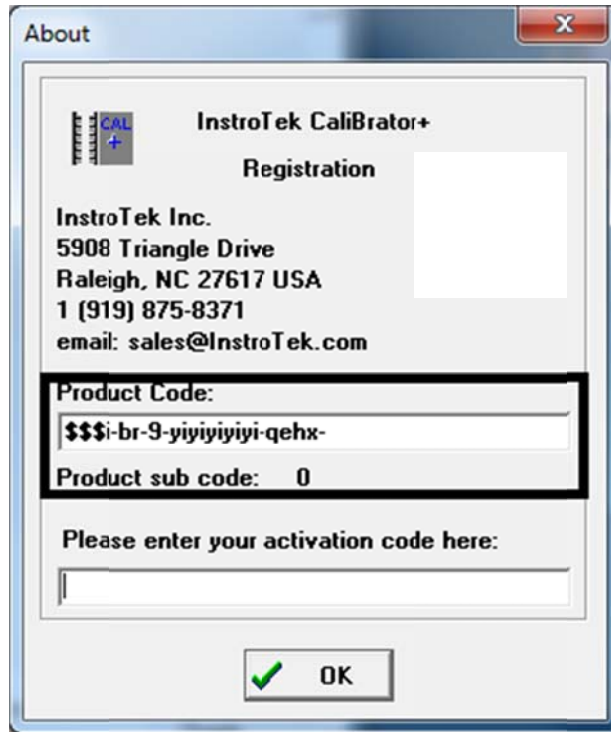 About
x
CAL
+
InstroTek CaliBrator+
Registration
InstroTek Inc.
5908 Triangle Drive
Raleigh, NC 27617 USA
1 (919) 875-8371
email: sales@InstroTek.com
Product Code:
$$$i-br-9-yiyiyiyiyi-qehx-
Product sub code: 0
Please enter your activation code here:
OK